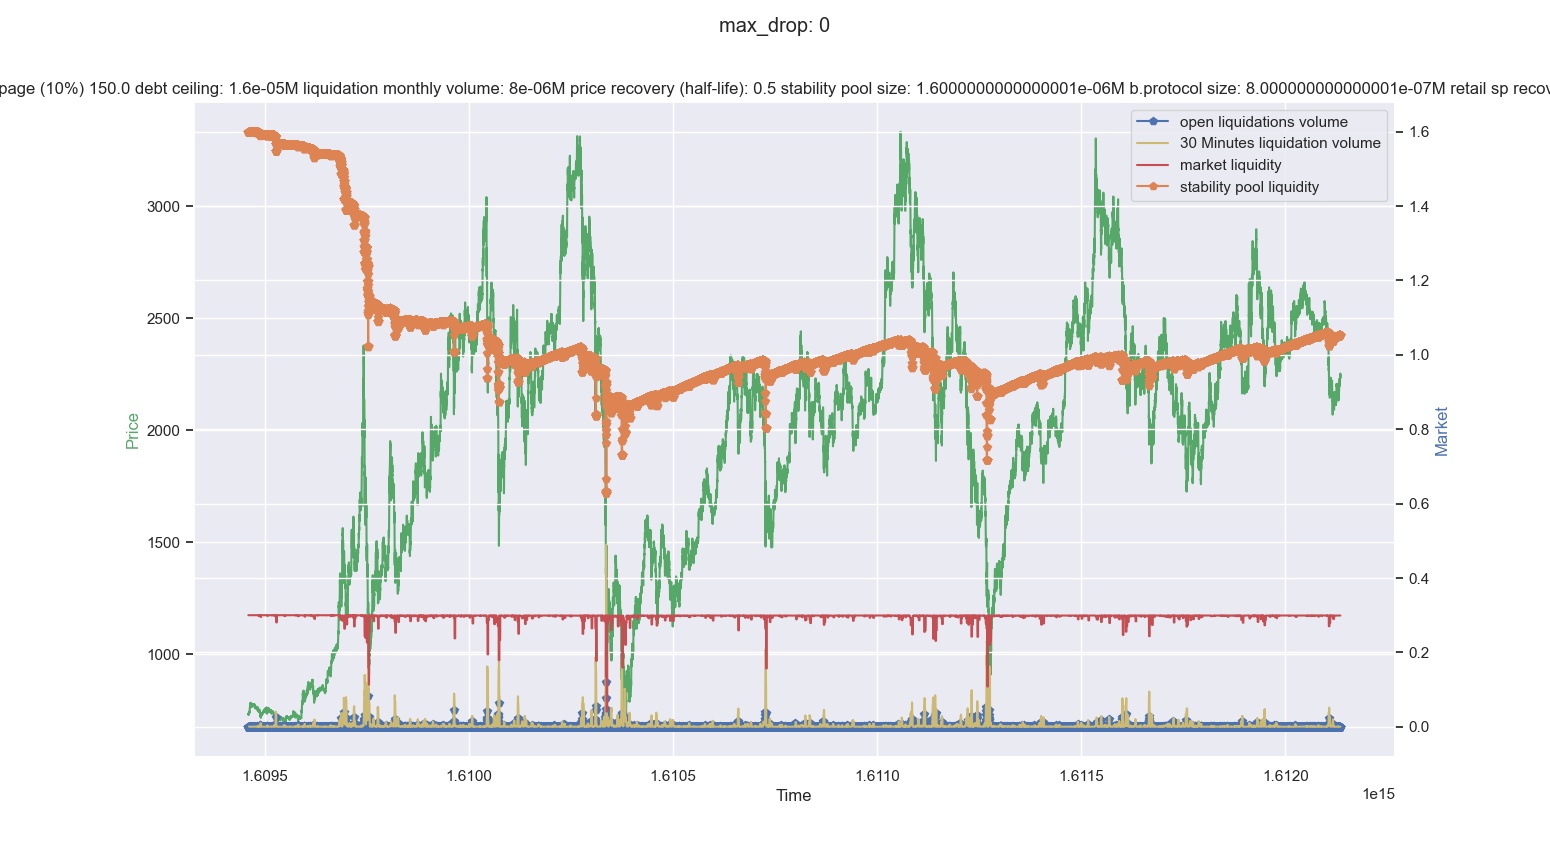 max_drop: 0
page (10%) 150.0 debt ceiling: 1.6e-05M liquidation monthly volume: 8e-06M price recovery (half-life): 0.5 stability pool size: 1.6000000000000001e-06M b.protocol size: 8.000000000000001e-07M retail sp recov
open liquidations volume
30 Minutes liquidation volume
market liquidity
stability pool liquidity
Price
3000
2500
2000
1500
1000
1.6
1.4
1.2
1.0
0.8
0.6
0.4
0.2
0.0
Market
1.6095 1.6100 1.6105 1.6110 1.6115 1.6120
Time
1e15